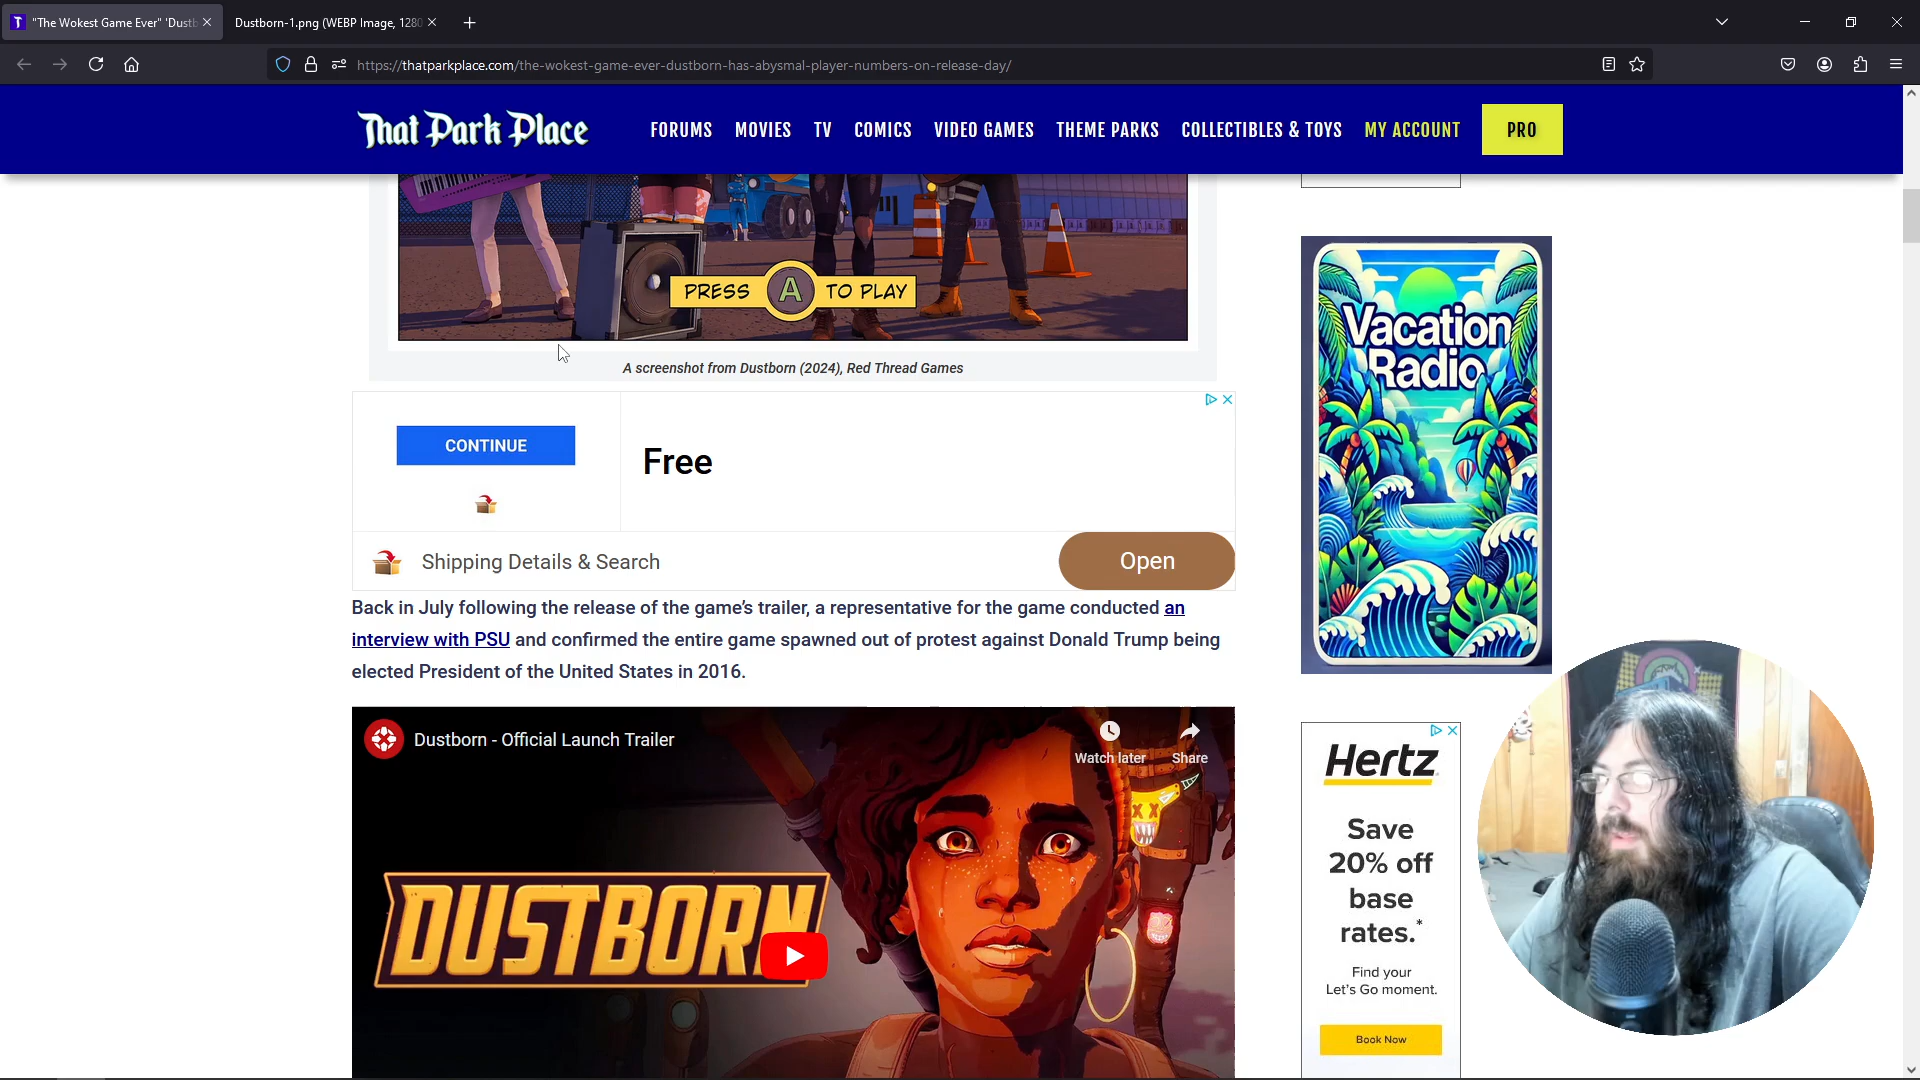 "The Wokest Game Ever" 'Dustb
Dustborn-1.png (WEBP Image, 1280
https://thatparkplace.com/the-wokest-game-ever-dustborn-has-abysmal-player-numbers-on-release-day/
That Park Place
FORUMS MOVIES TV COMICS VIDEO GAMES THEME PARKS COLLECTIBLES & TOYS MY ACCOUNT PRO
PRESS A TO PLAY
A screenshot from Dustborn (2024), Red Thread Games
CONTINUE
Free
Shipping Details & Search
Open
Back in July following the release of the game's trailer, a representative for the game conducted an
interview with PSU and confirmed the entire game spawned out of protest against Donald Trump being
elected President of the United States in 2016.
Dustborn - Official Launch Trailer
Watch later
Share
DUSTBORN
Vacation
Radio
Hertz
Save
20% off
base
rates.*
Find your
Let's Go moment.
Book Now